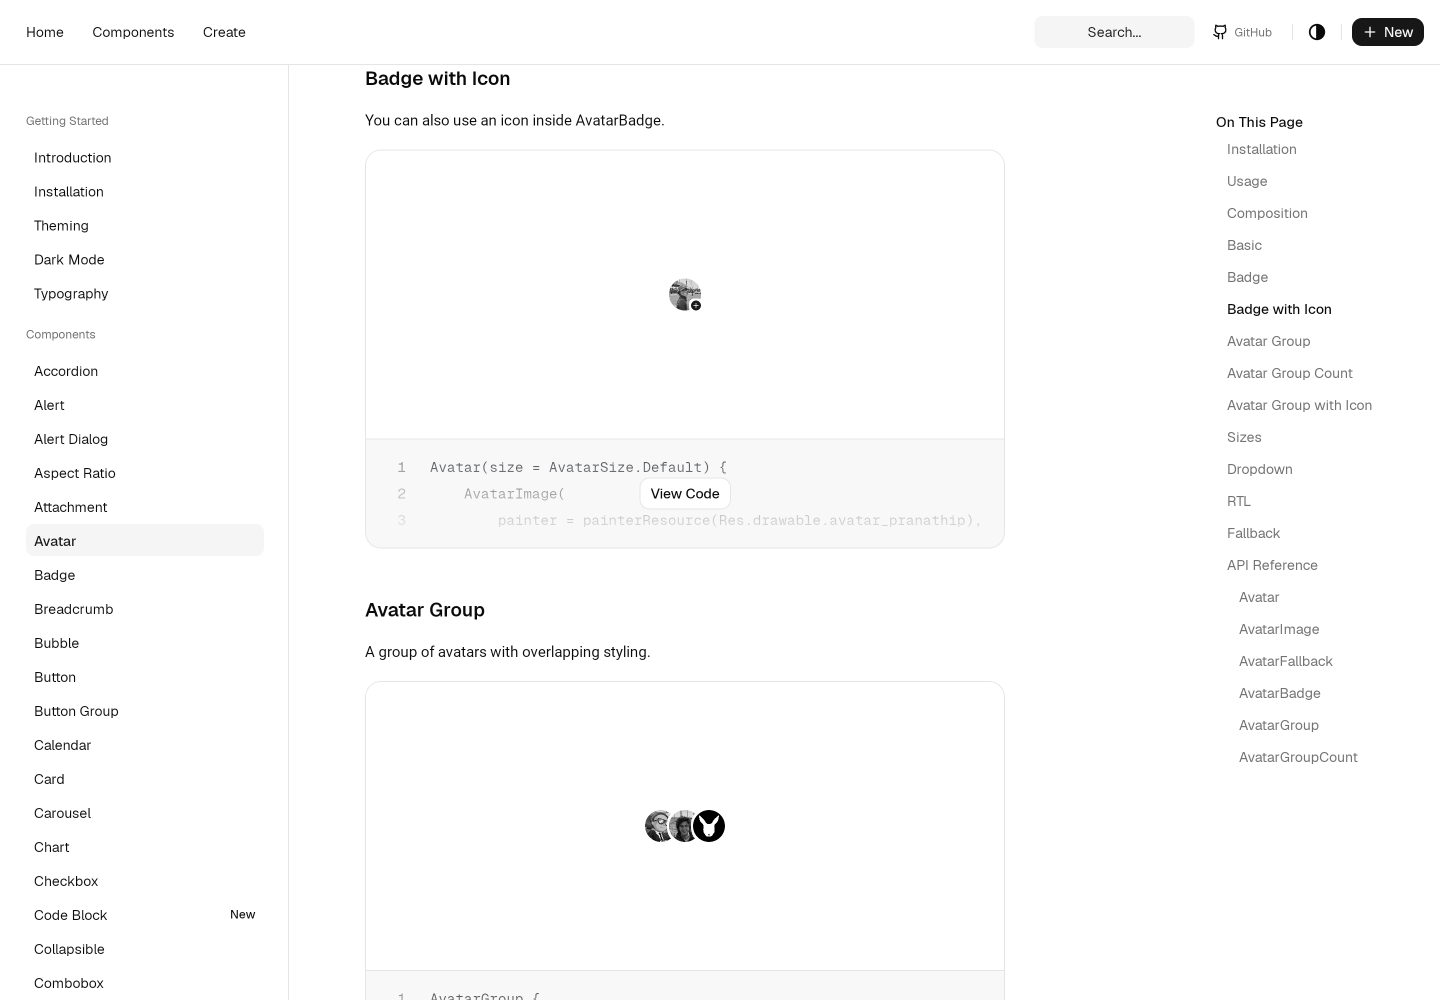 Home
Components
Create
Search...
GitHub
New
Getting Started
Introduction
Installation
Theming
Dark Mode
Typography
Components
Accordion
Alert
Alert Dialog
Aspect Ratio
Attachment
Avatar
Badge
Breadcrumb
Bubble
Button
Button Group
Calendar
Card
Carousel
Chart
Checkbox
Code Block
New
Collapsible
Combobox
Badge with Icon
You can also use an icon inside AvatarBadge.
1 Avatar(size = AvatarSize.Default) {
2 AvatarImage(
View Code
3 painter = painterResource(Res.drawable.avatar_pranathip),
Avatar Group
A group of avatars with overlapping styling.
1 AvatarGroup {
On This Page
Installation
Usage
Composition
Basic
Badge
Badge with Icon
Avatar Group
Avatar Group Count
Avatar Group with Icon
Sizes
Dropdown
RTL
Fallback
API Reference
Avatar
AvatarImage
AvatarFallback
AvatarBadge
AvatarGroup
AvatarGroupCount